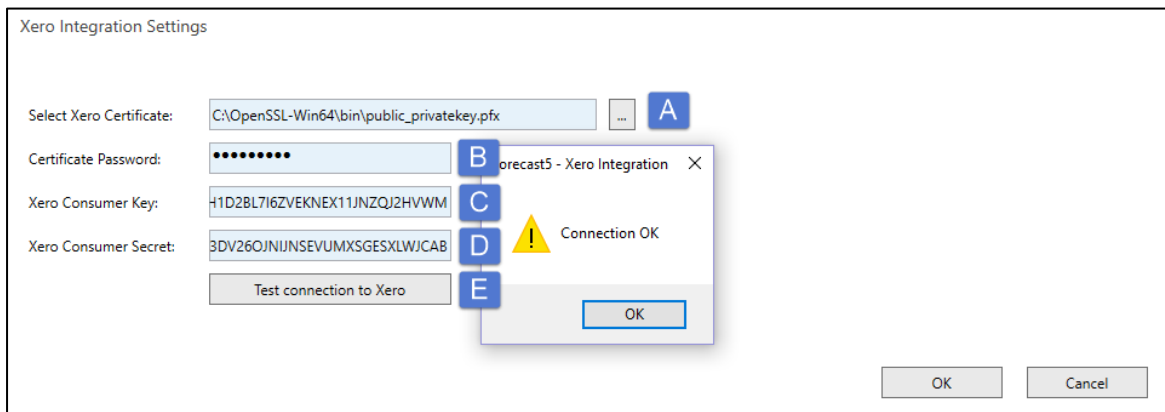 Xero Integration Settings
Select Xero Certificate: C:\OpenSSL-Win64\bin\public_privatekey.pfx ... A
Certificate Password: ●●●●●●●●● B
orecast5 - Xero Integration
Xero Consumer Key: H1D2BL7I6ZVEKNEX11JNZQJ2HVWM C
Connection OK
Xero Consumer Secret: 3DV26OJNIJNSEVUMXSGESXLWJCAB D
Test connection to Xero E
OK
OK Cancel